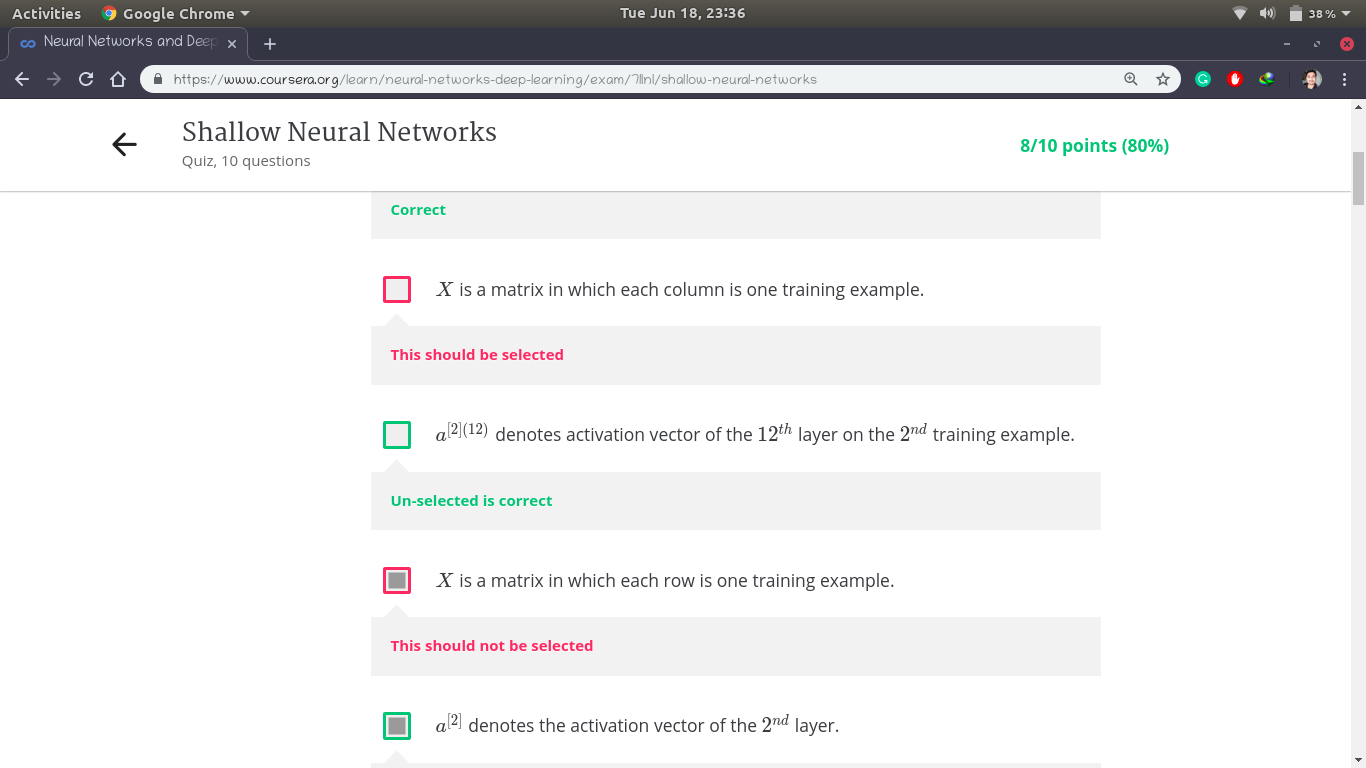 Activities Google Chrome Tue Jun 18, 23:36 38%
Neural Networks and Deep
https://www.coursera.org/learn/neural-networks-deep-learning/exam/7llnl/shallow-neural-networks
Shallow Neural Networks
Quiz, 10 questions
8/10 points (80%)
Correct
X is a matrix in which each column is one training example.
This should be selected
a^[2](12) denotes activation vector of the 12^th layer on the 2^nd training example.
Un-selected is correct
X is a matrix in which each row is one training example.
This should not be selected
a^[2] denotes the activation vector of the 2^nd layer.